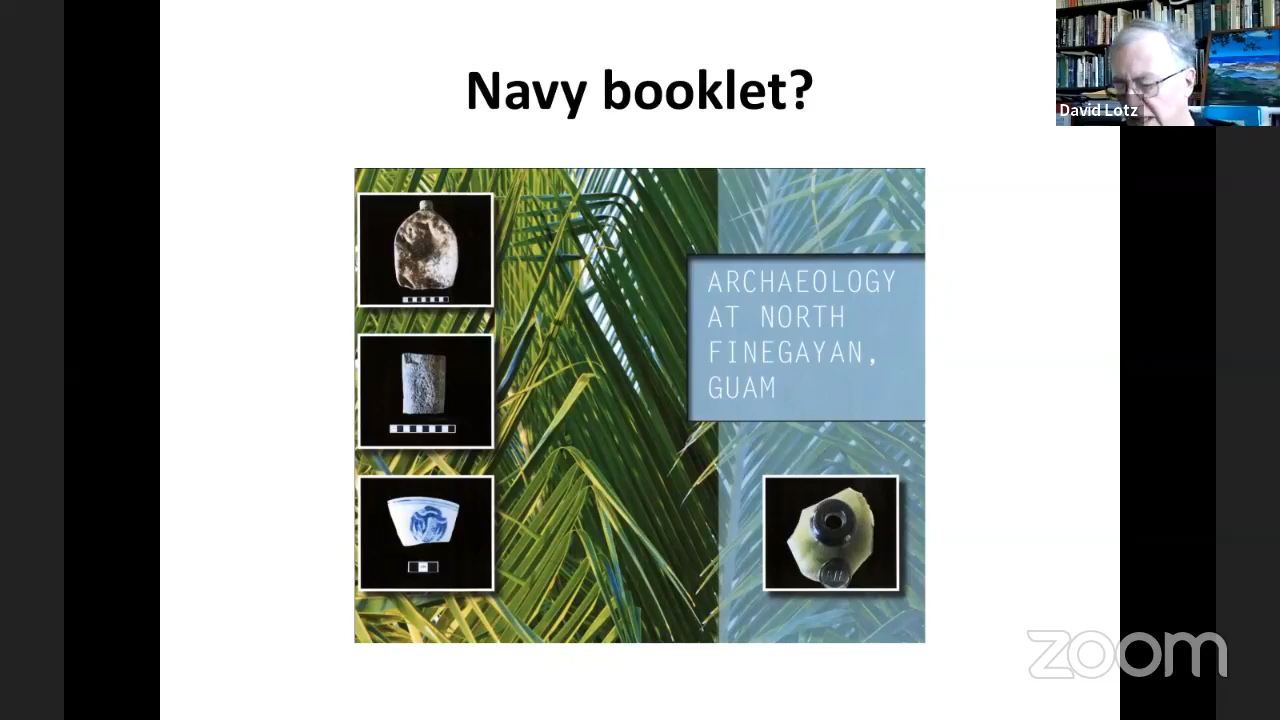 Navy booklet?
David Lotz
ARCHAEOLOGY
AT NORTH
FINEGAYAN,
GUAM
zoom